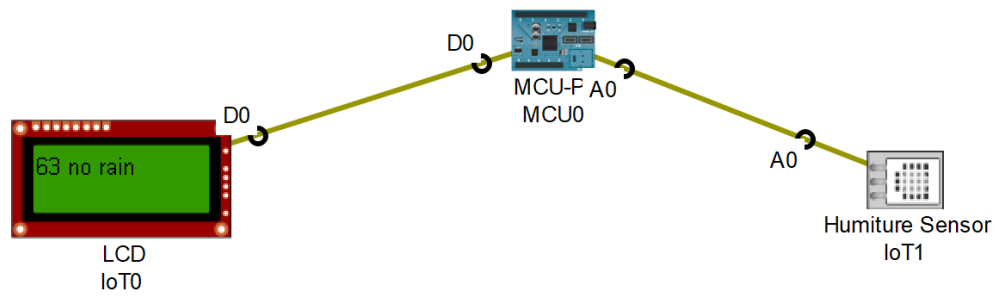 D0
MCU-P
A0
MCU0
D0
63 no rain
A0
LCD
IoT0
Humiture Sensor
IoT1